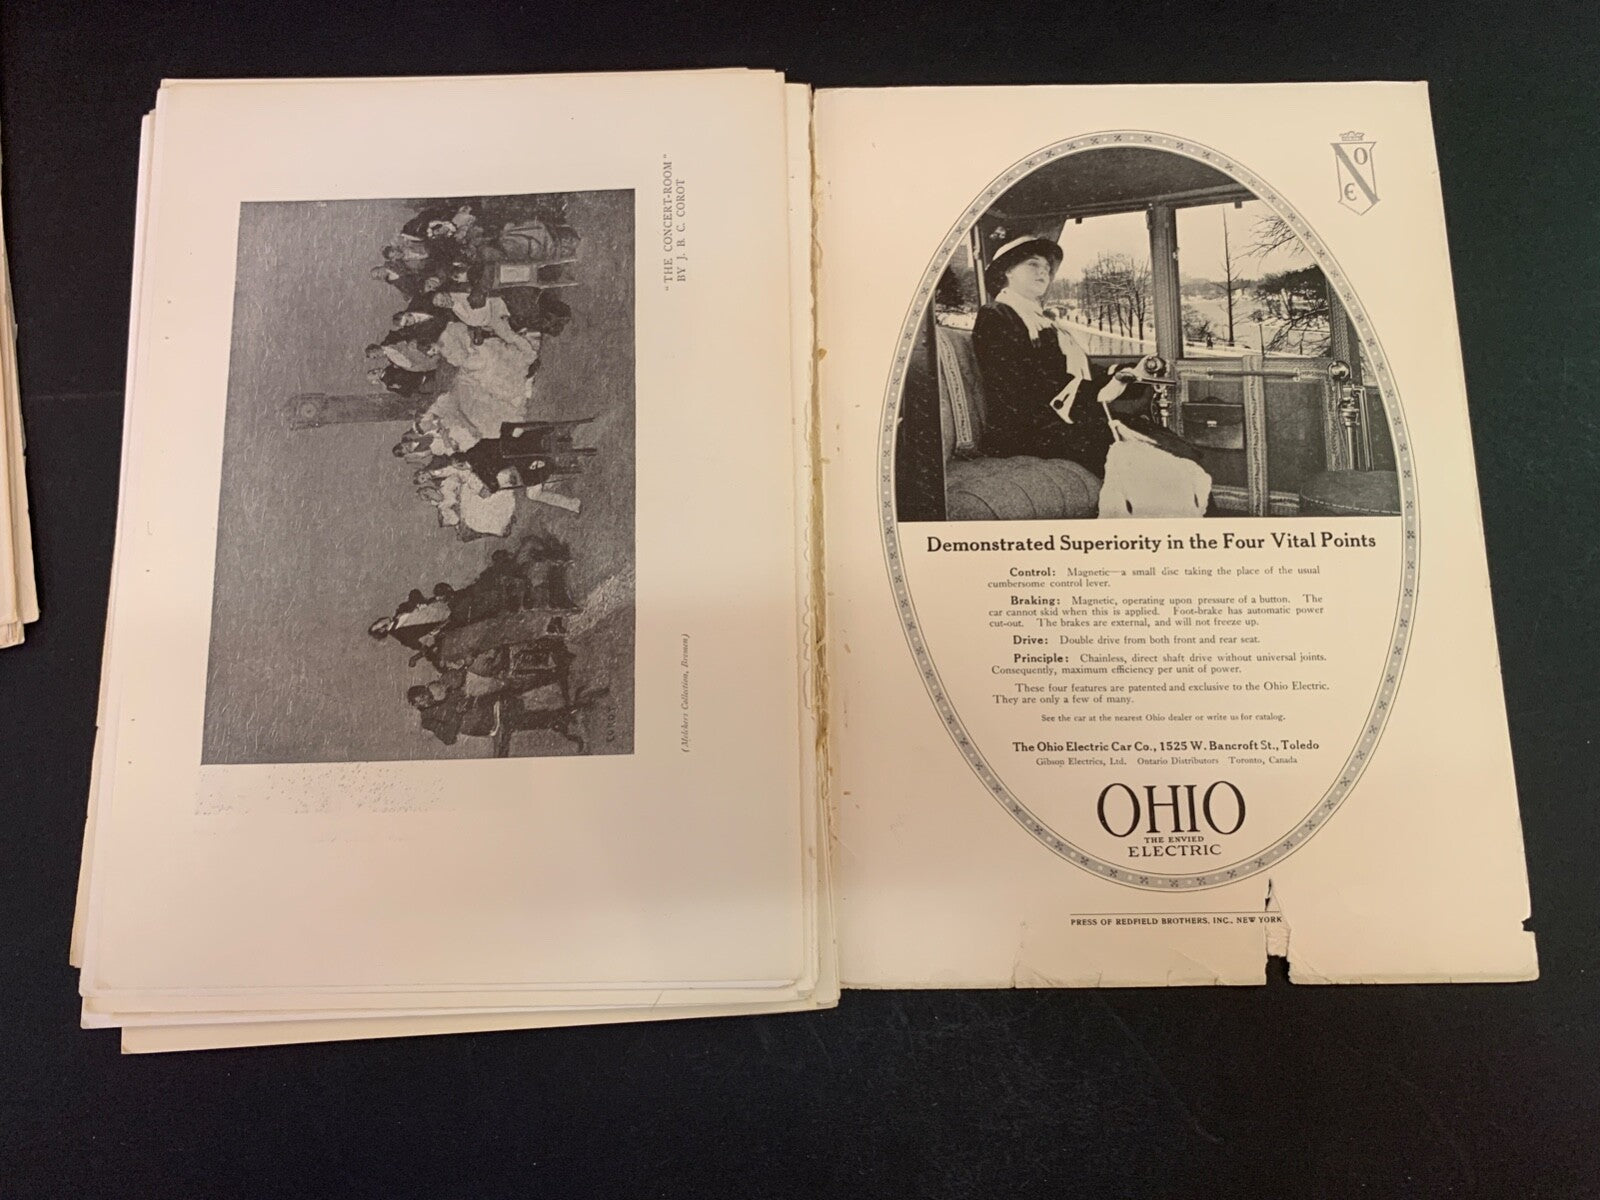 "THE CONCERT-ROOM"
BY J. B. C. COROT
COROT
(Melchers Collection, Bremen)
O
N
E
Demonstrated Superiority in the Four Vital Points
Control: Magnetic—a small disc taking the place of the usual
cumbersome control lever.
Braking: Magnetic, operating upon pressure of a button. The
car cannot skid when this is applied. Foot-brake has automatic power
cut-out. The brakes are external, and will not freeze up.
Drive: Double drive from both front and rear seat.
Principle: Chainless, direct shaft drive without universal joints.
Consequently, maximum efficiency per unit of power.
These four features are patented and exclusive to the Ohio Electric.
They are only a few of many.
See the car at the nearest Ohio dealer or write us for catalog.
The Ohio Electric Car Co., 1525 W. Bancroft St., Toledo
Gibson Electrics, Ltd. Ontario Distributors Toronto, Canada
OHIO
THE ENVIED
ELECTRIC
PRESS OF REDFIELD BROTHERS, INC., NEW YORK